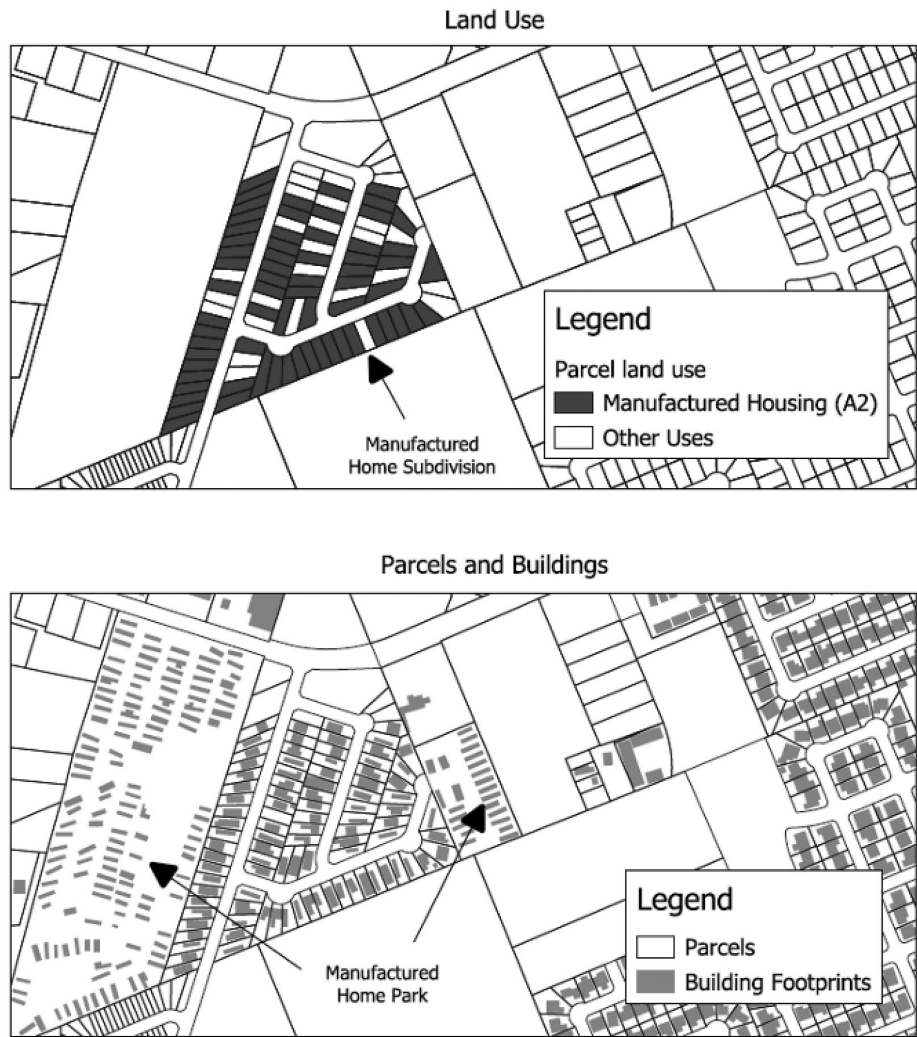 Land Use
Legend
Parcel land use
Manufactured Housing (A2)
Other Uses
Manufactured
Home Subdivision
Parcels and Buildings
Legend
Parcels
Building Footprints
Manufactured
Home Park